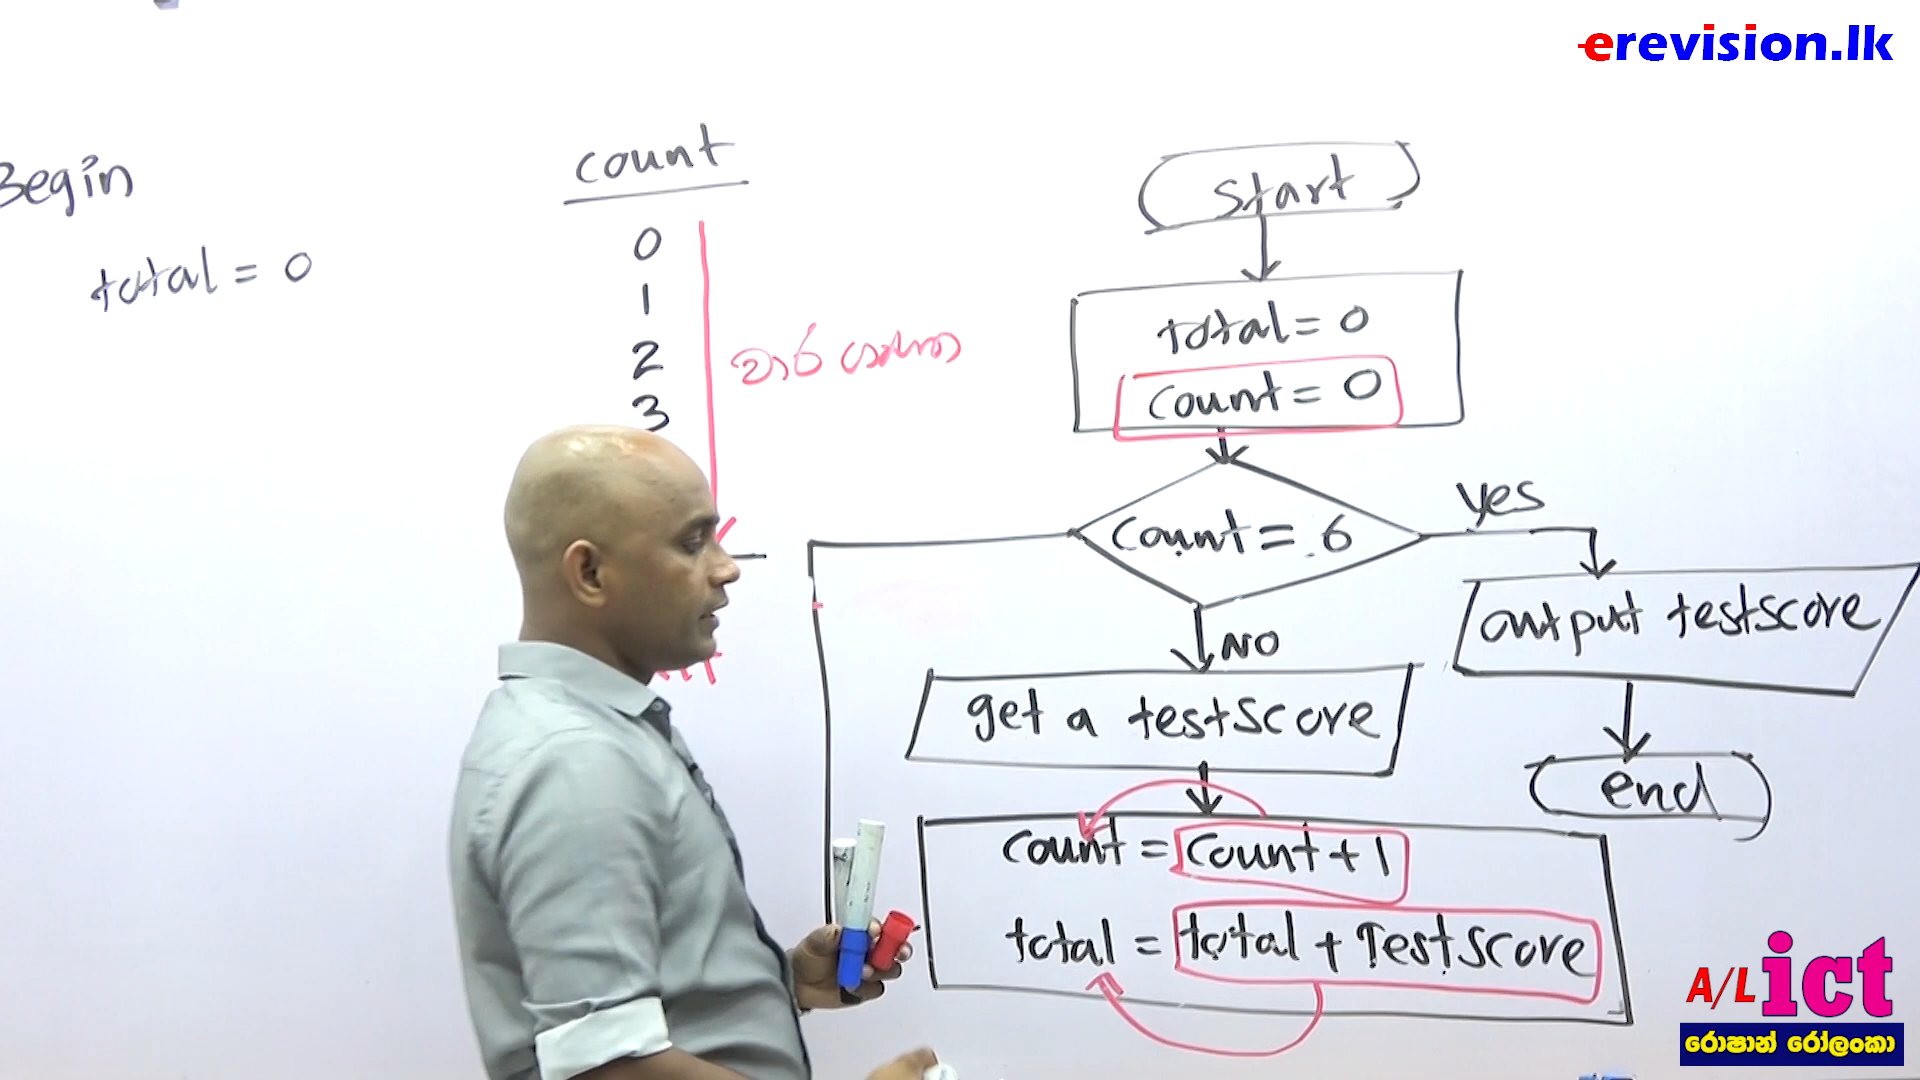 erevision.lk
Begin
total = 0
count
0
1
2
3
වාර ගණන
Start
total = 0
count = 0
count = 6
yes
NO
output testscore
end
get a testscore
count = count + 1
total = total + Testscore
A/L ict
රොෂාන් රෝලංකා